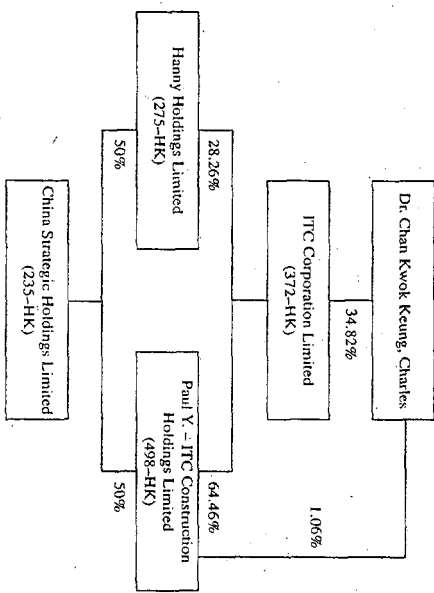 Dr. Chan Kwok Keung, Charles
34.82%
1.06%
ITC Corporation Limited
(372–HK)
28.26%
64.46%
Hanny Holdings Limited
(275–HK)
Paul Y. – ITC Construction
Holdings Limited
(498–HK)
50%
50%
China Strategic Holdings Limited
(235–HK)